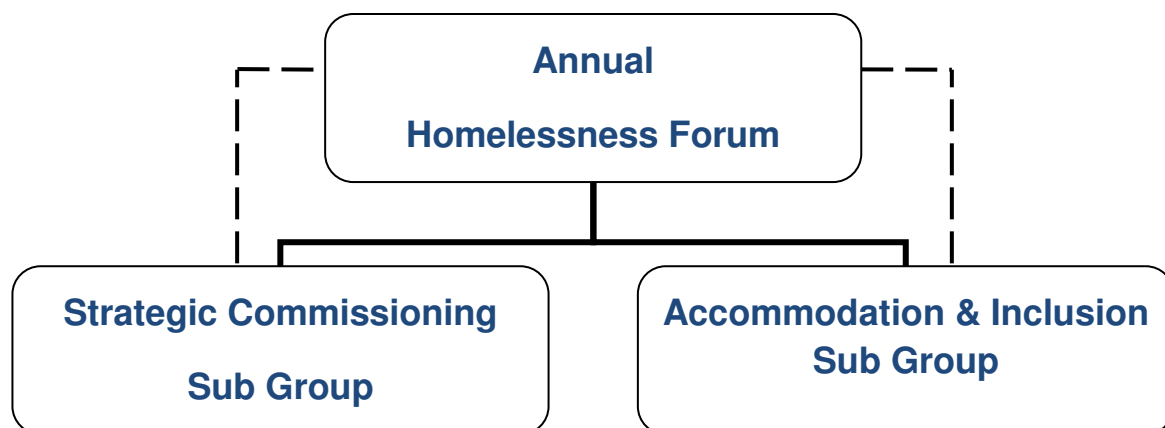 Annual
Homelessness Forum
Strategic Commissioning
Sub Group
Accommodation & Inclusion
Sub Group